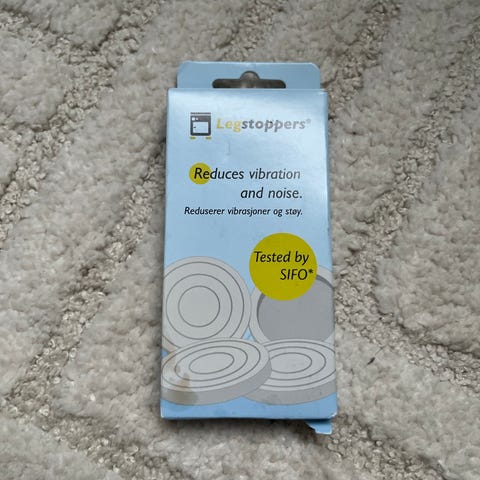 Legstoppers®
Reduces vibration
and noise.
Reduserer vibrasjoner og støy.
Tested by
SIFO*